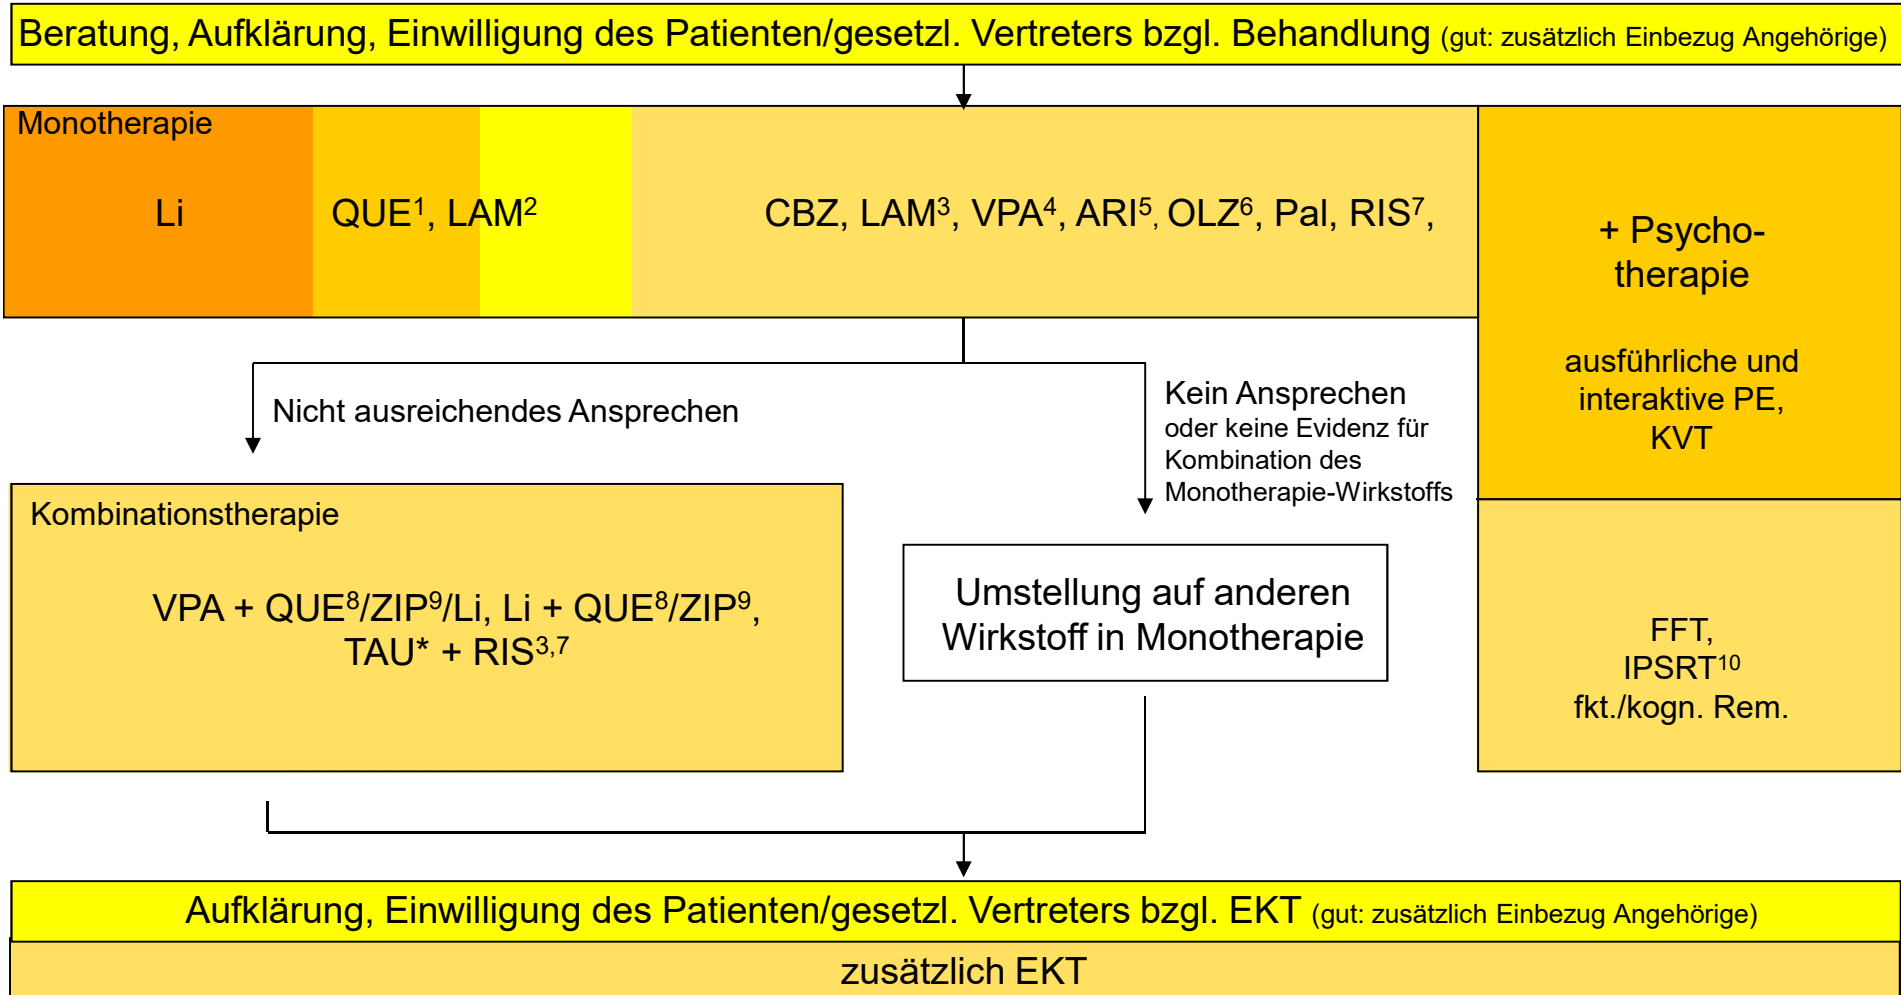 Beratung, Aufklärung, Einwilligung des Patienten/gesetzl. Vertreters bzgl. Behandlung (gut: zusätzlich Einbezug Angehörige)
Monotherapie
Li
QUE¹, LAM²
CBZ, LAM³, VPA⁴, ARI⁵, OLZ⁶, Pal, RIS⁷,
+ Psycho-
therapie
ausführliche und
interaktive PE,
KVT
Nicht ausreichendes Ansprechen
Kein Ansprechen
oder keine Evidenz für
Kombination des
Monotherapie-Wirkstoffs
Kombinationstherapie
VPA + QUE⁸/ZIP⁹/Li, Li + QUE⁸/ZIP⁹,
TAU* + RIS³,⁷
Umstellung auf anderen
Wirkstoff in Monotherapie
FFT,
IPSRT¹⁰
fkt./kogn. Rem.
Aufklärung, Einwilligung des Patienten/gesetzl. Vertreters bzgl. EKT (gut: zusätzlich Einbezug Angehörige)
zusätzlich EKT